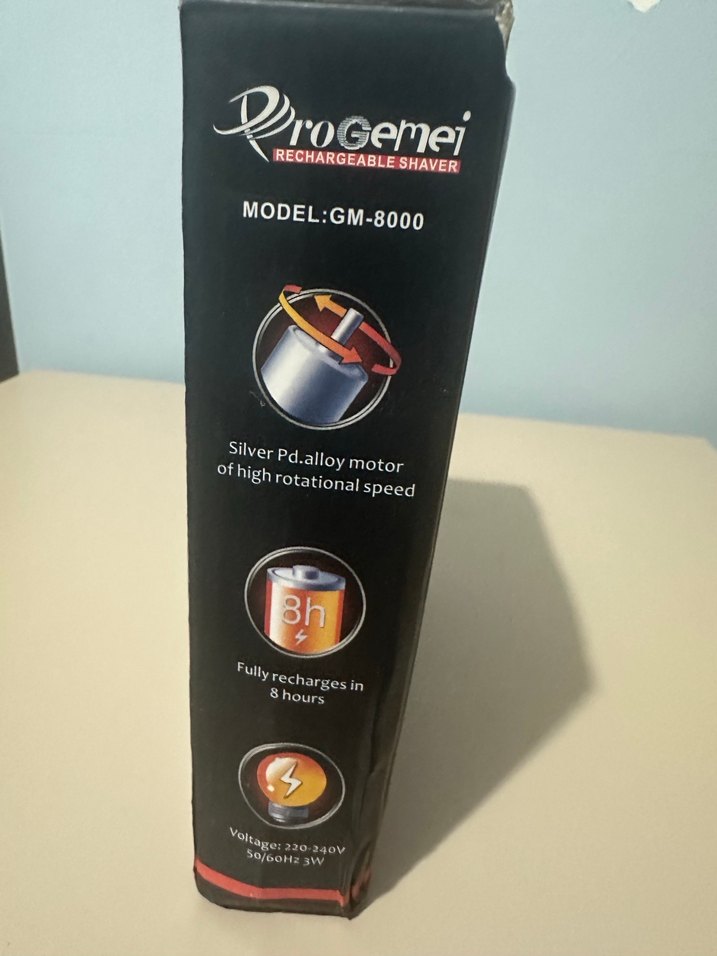 ProGemei
RECHARGEABLE SHAVER
MODEL:GM-8000
Silver Pd.alloy motor
of high rotational speed
8h
Fully recharges in
8 hours
Voltage: 220-240V
50/60Hz 3W